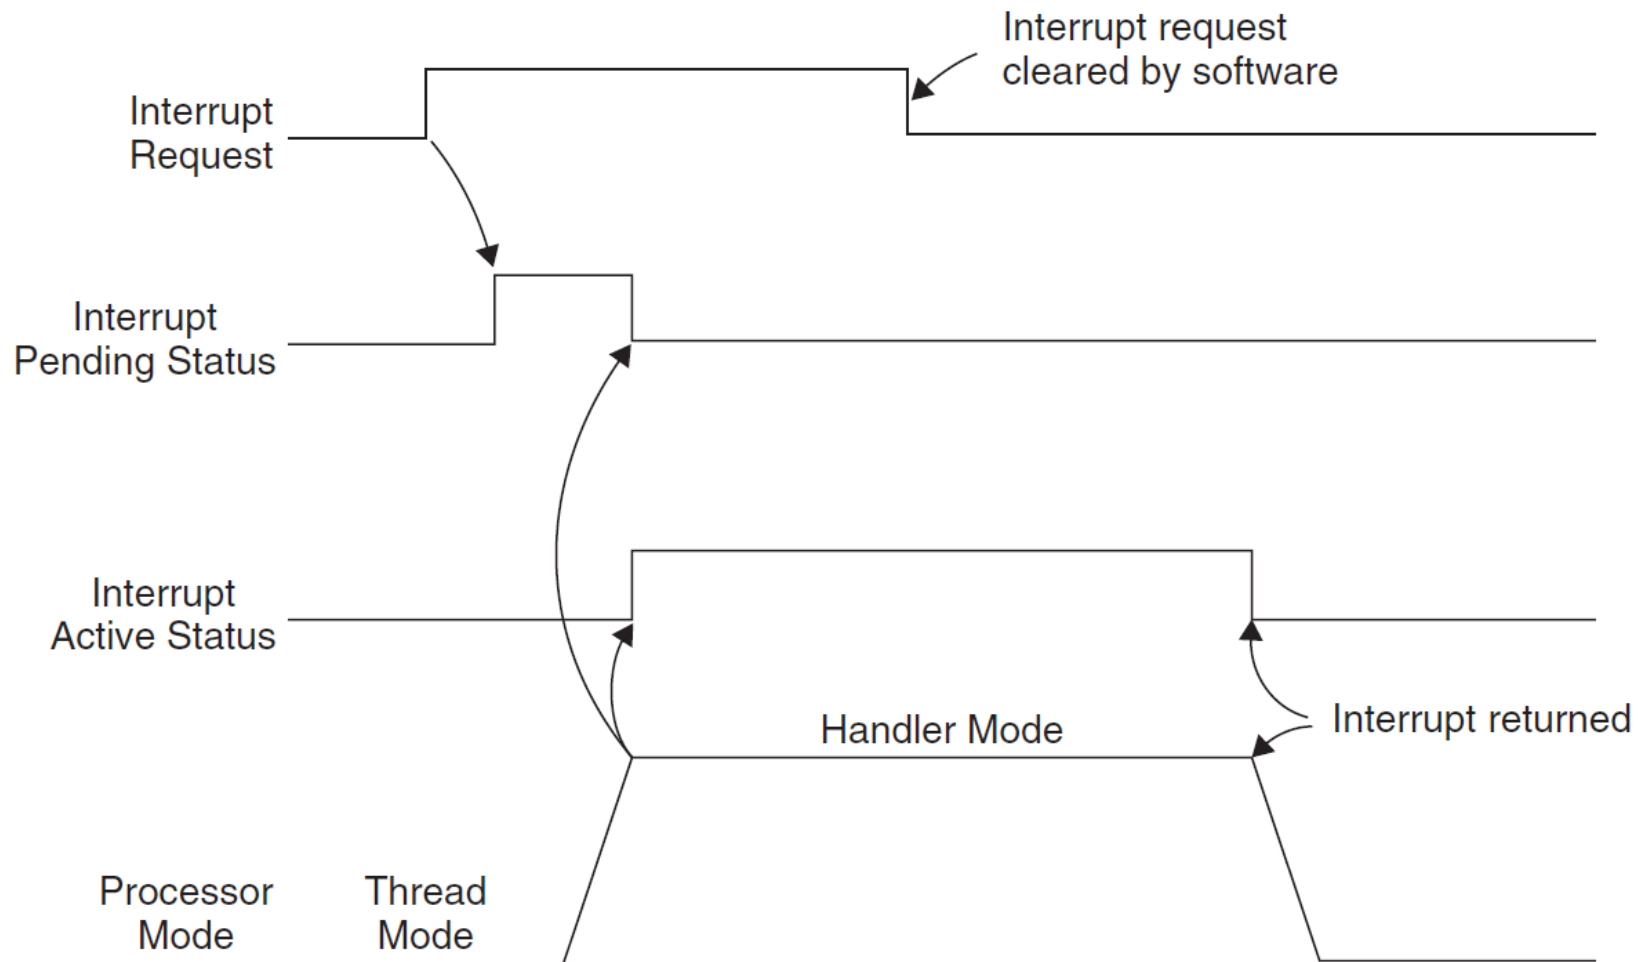 Interrupt request
cleared by software
Interrupt
Request
Interrupt
Pending Status
Interrupt
Active Status
Handler Mode
Interrupt returned
Processor
Mode
Thread
Mode